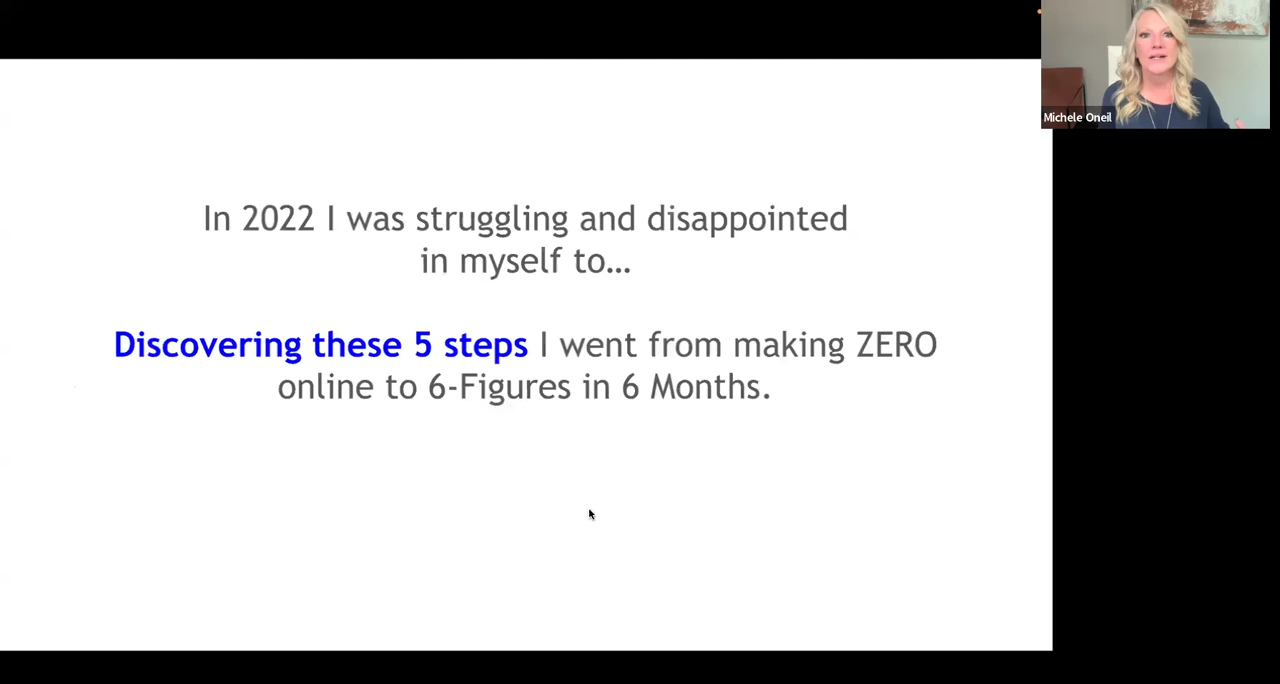 Michele Oneil
In 2022 I was struggling and disappointed
in myself to...
Discovering these 5 steps I went from making ZERO
online to 6-Figures in 6 Months.